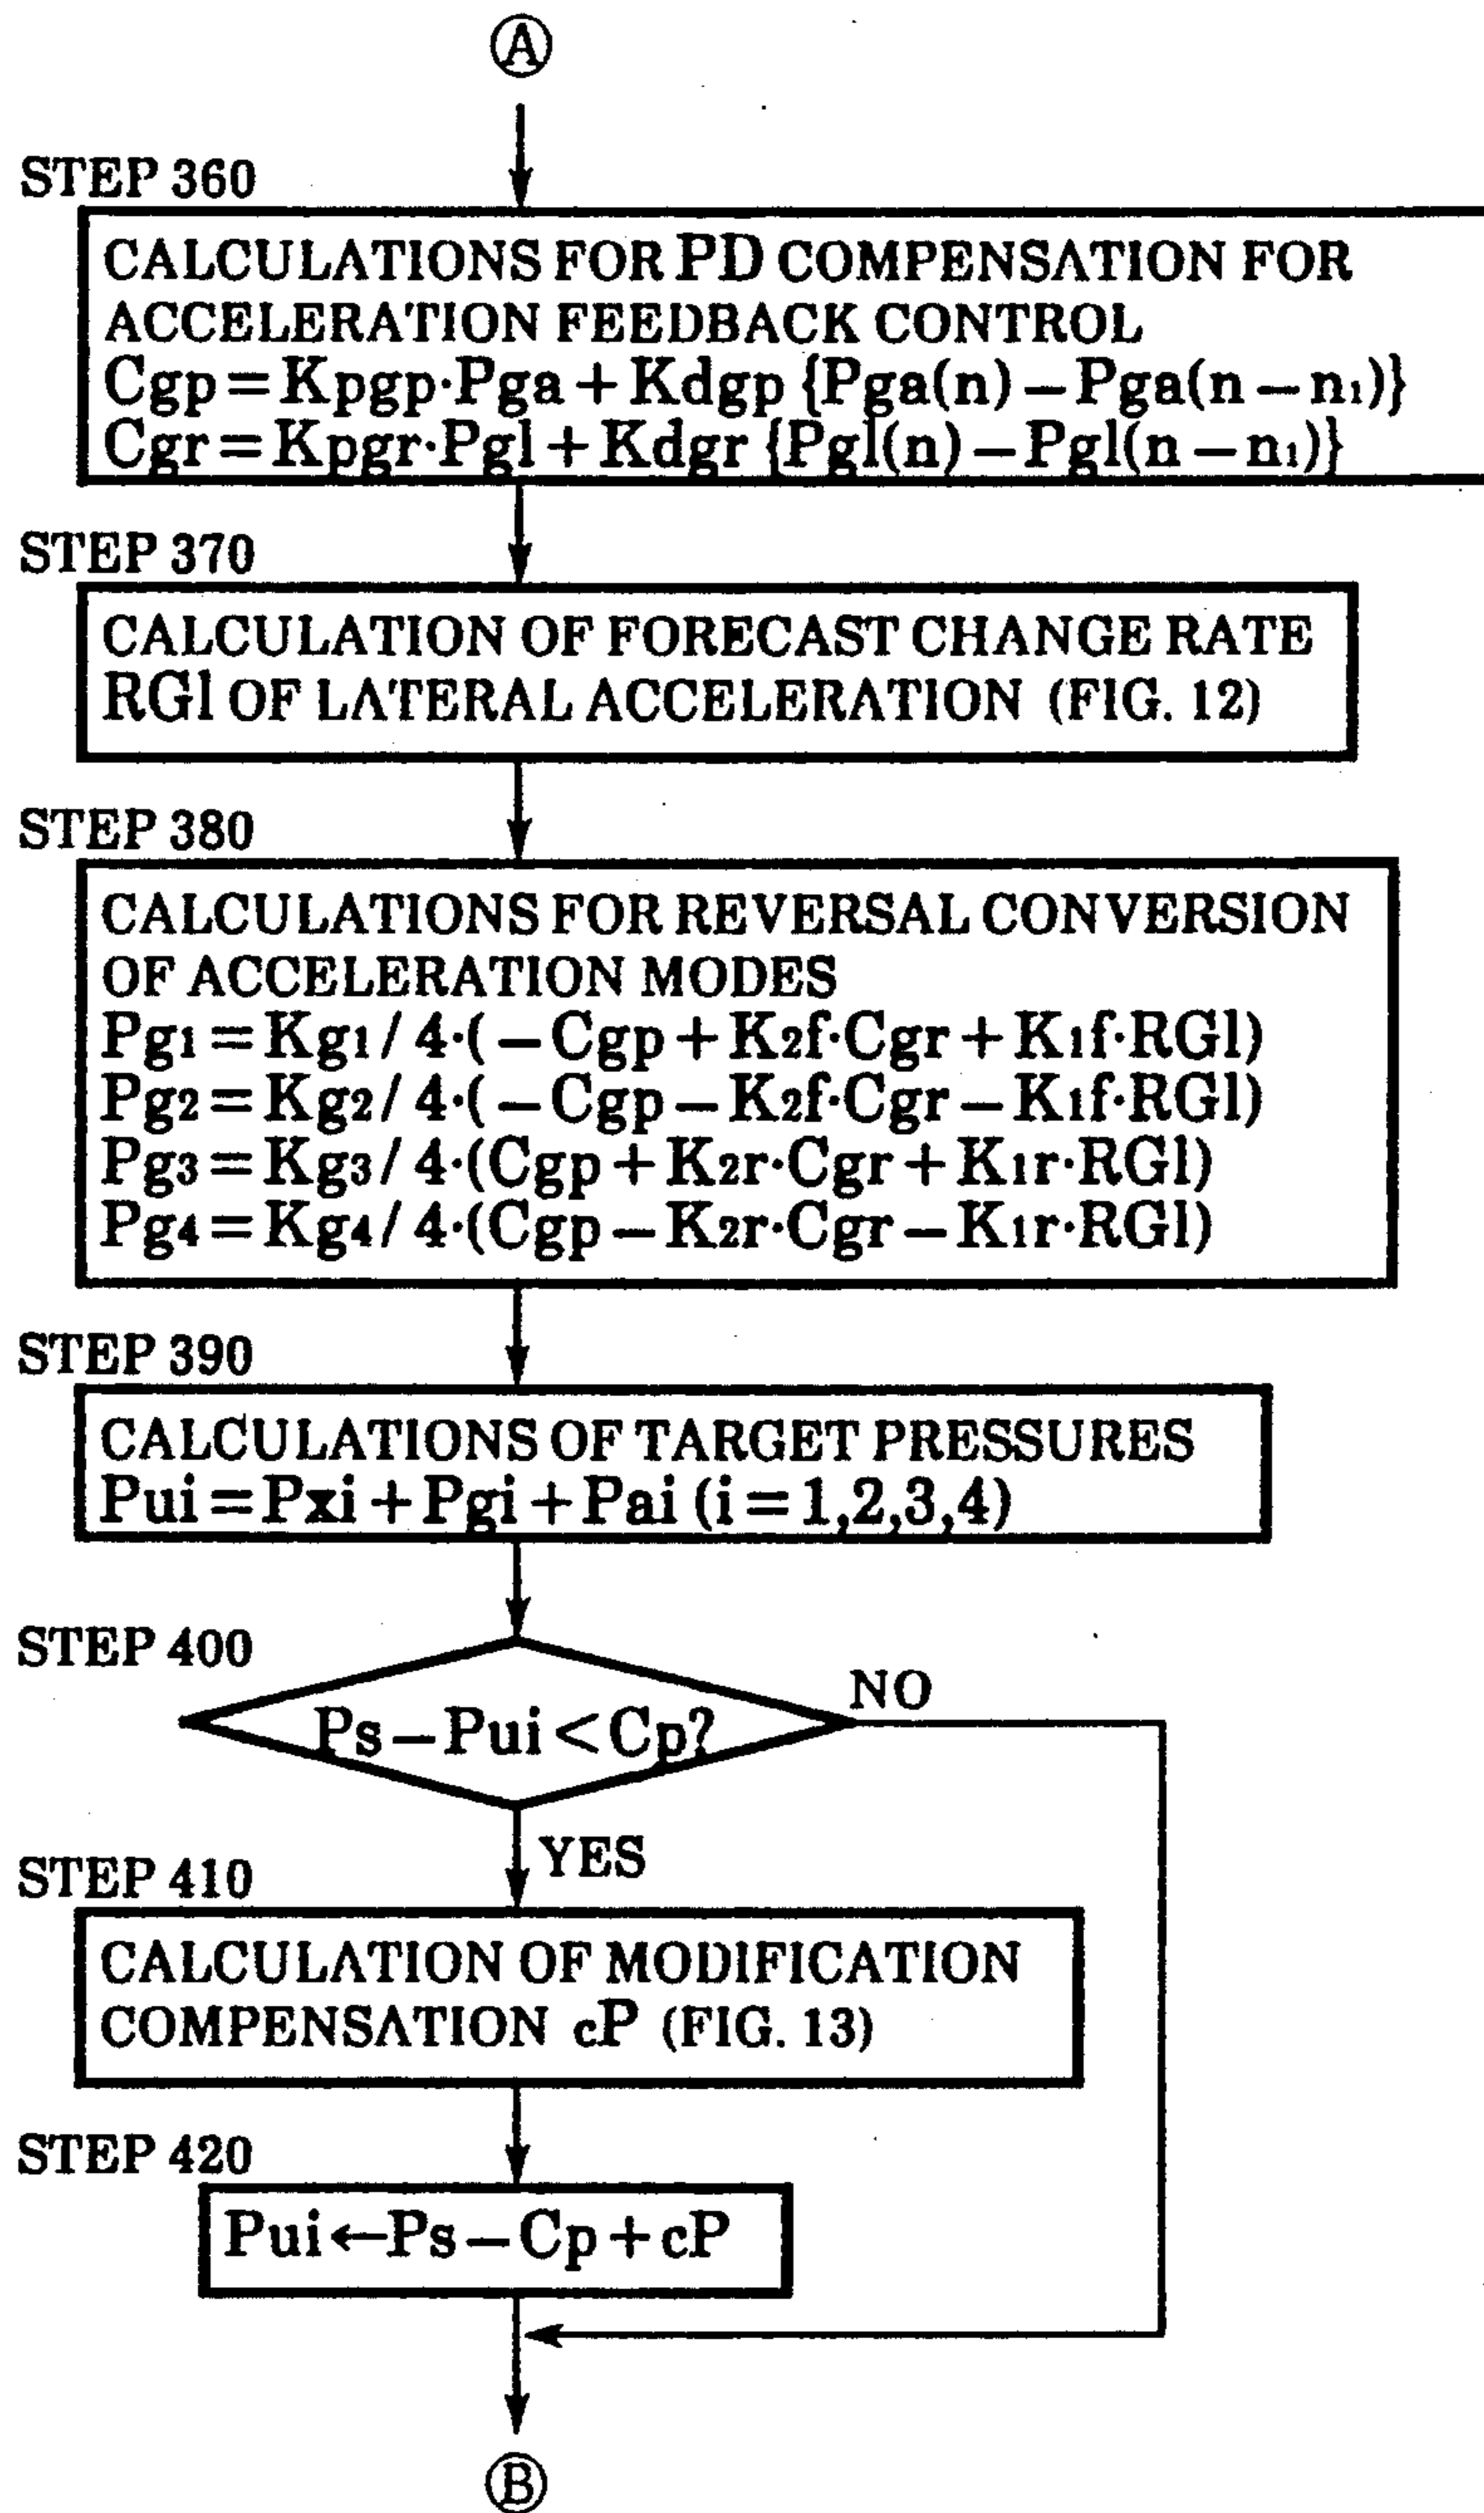 A
STEP 360
CALCULATIONS FOR PD COMPENSATION FOR
ACCELERATION FEEDBACK CONTROL
Cgp=Kpgp·Pga+Kdgp{Pga(n)−Pga(n−n₁)}
Cgr=Kpgr·Pgl+Kdgr{Pgl(n)−Pgl(n−n₁)}
STEP 370
CALCULATION OF FORECAST CHANGE RATE
RGl OF LATERAL ACCELERATION (FIG. 12)
STEP 380
CALCULATIONS FOR REVERSAL CONVERSION
OF ACCELERATION MODES
Pg₁=Kg₁/4·(−Cgp+K₂f·Cgr+K₁f·RGl)
Pg₂=Kg₂/4·(−Cgp−K₂f·Cgr−K₁f·RGl)
Pg₃=Kg₃/4·(Cgp+K₂r·Cgr+K₁r·RGl)
Pg₄=Kg₄/4·(Cgp−K₂r·Cgr−K₁r·RGl)
STEP 390
CALCULATIONS OF TARGET PRESSURES
Pui=Pxi+Pgi+Pai (i=1,2,3,4)
STEP 400
Ps−Pui<Cp?
NO
YES
STEP 410
CALCULATION OF MODIFICATION
COMPENSATION cP (FIG. 13)
STEP 420
Pui←Ps−Cp+cP
B